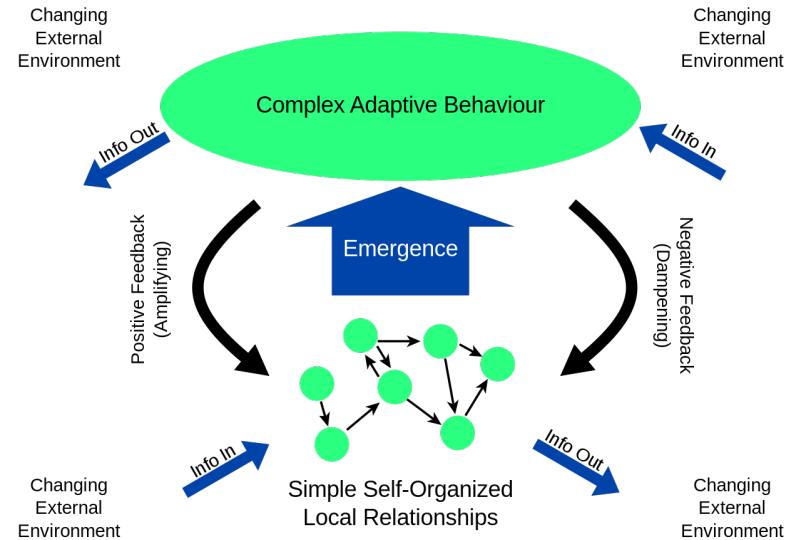 Changing
External
Environment
Changing
External
Environment
Complex Adaptive Behaviour
Info Out
Info In
Positive Feedback
(Amplifying)
Emergence
Negative Feedback
(Dampening)
Info In
Info Out
Changing
External
Environment
Simple Self-Organized
Local Relationships
Changing
External
Environment